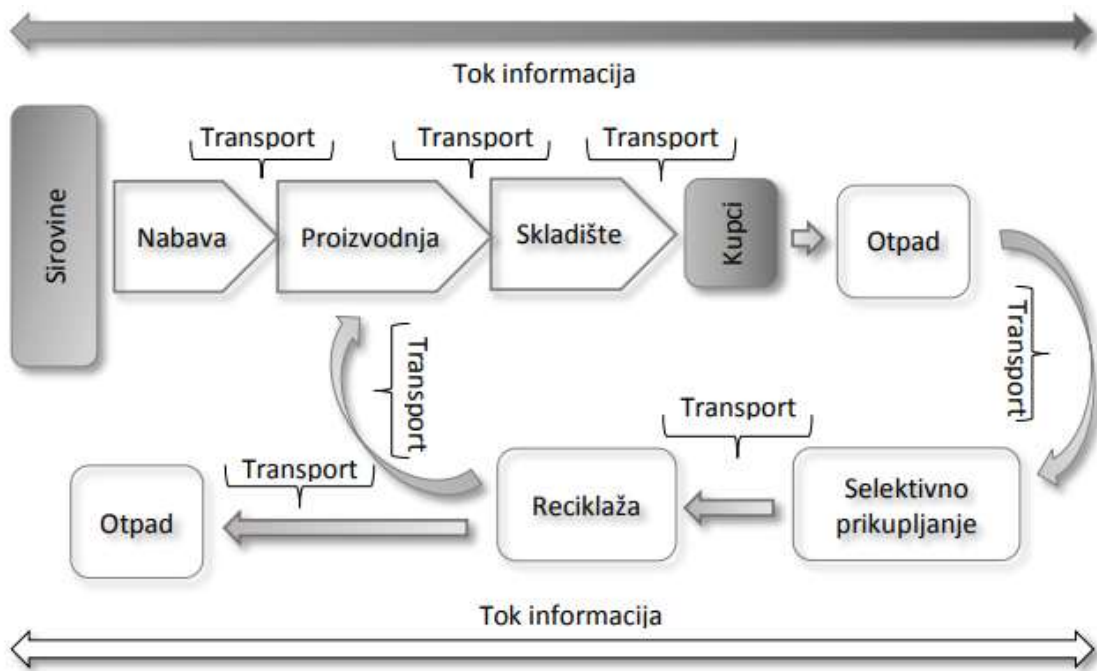 Tok informacija
Transport
Transport
Transport
Sirovine
Nabava
Proizvodnja
Skladište
Kupci
Otpad
Transport
Transport
Transport
Transport
Otpad
Reciklaža
Selektivno
prikupljanje
Tok informacija